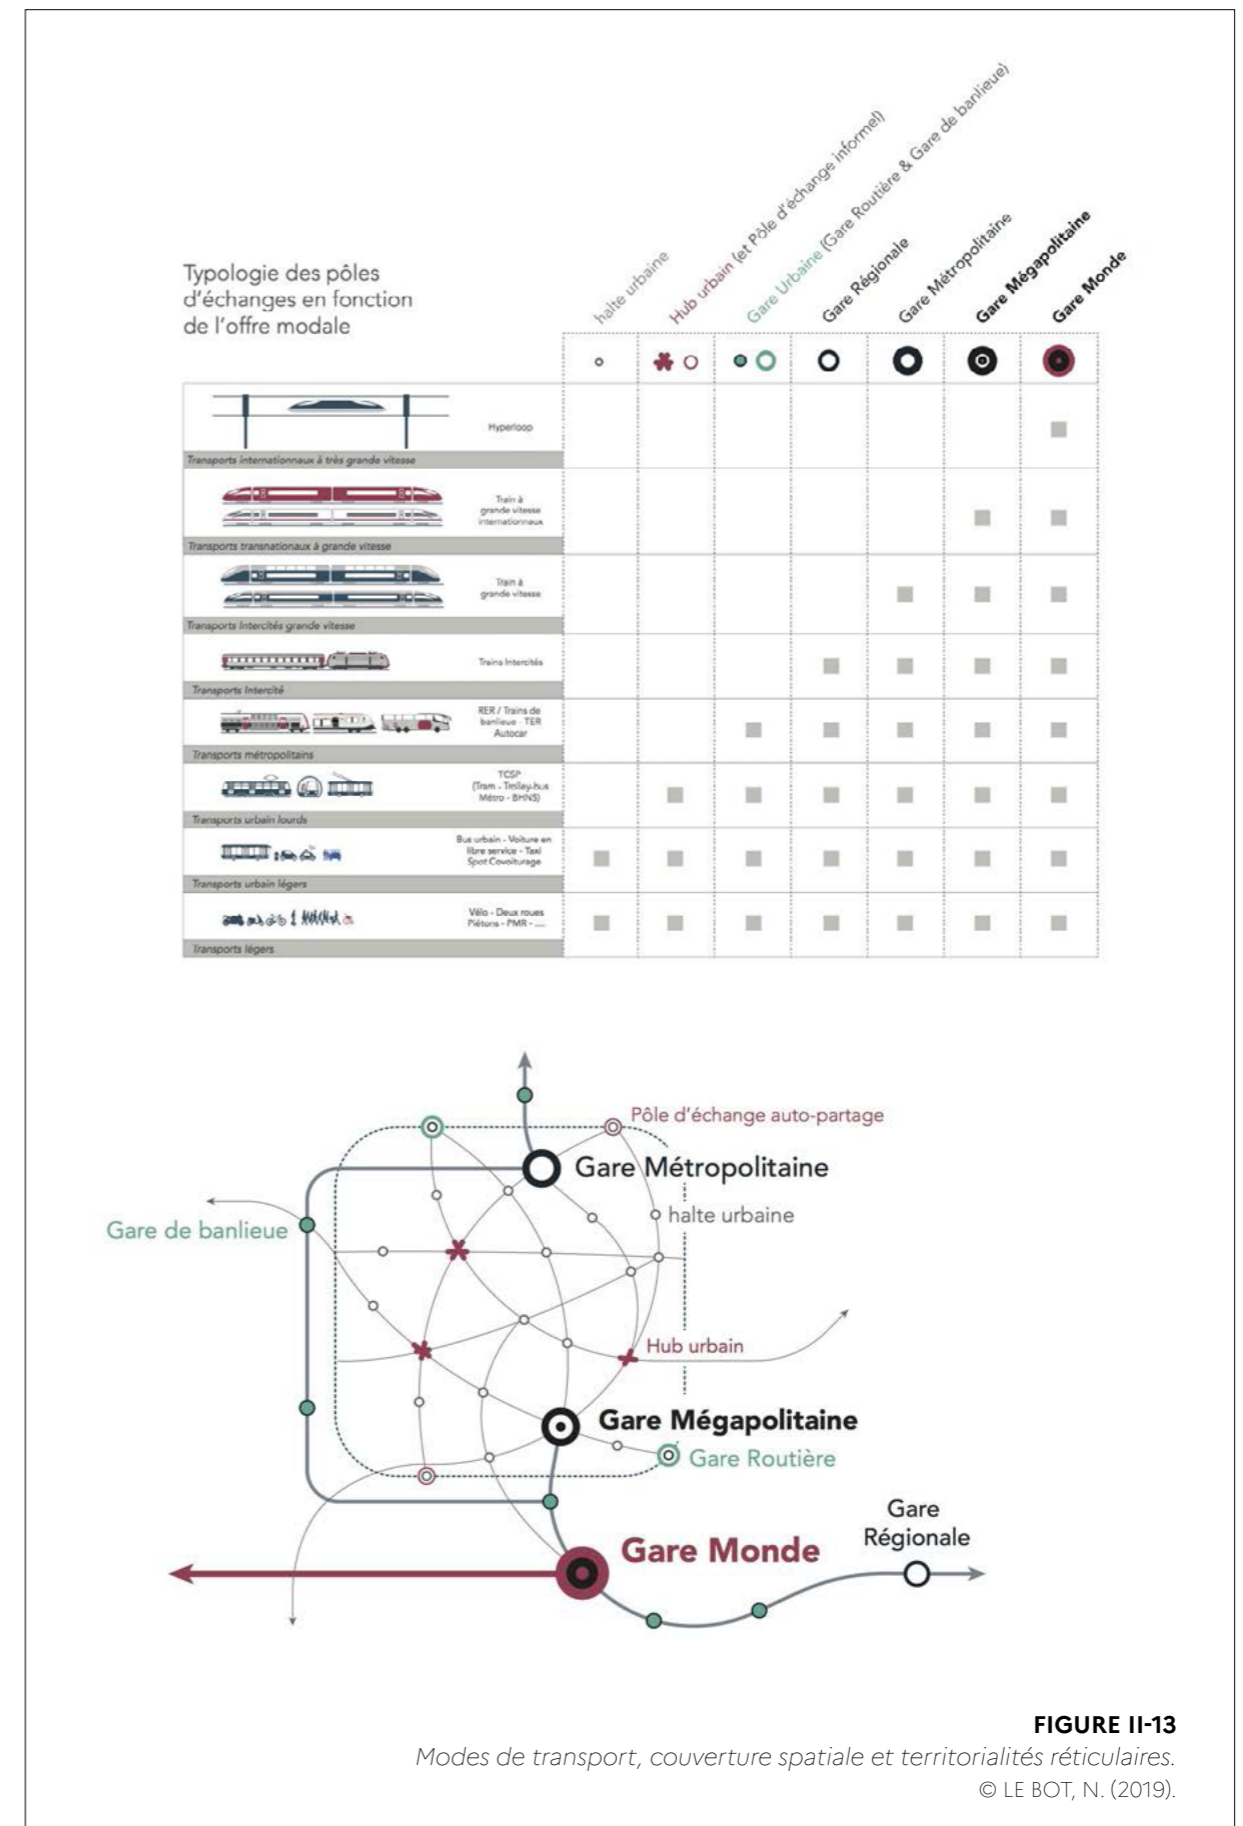 Typologie des pôles
d'échanges en fonction
de l'offre modale
halte urbaine
Hub urbain (et Pôle d'échange informel)
Gare Urbaine (Gare Routière & Gare de banlieue)
Gare Régionale
Gare Métropolitaine
Gare Mégapolitaine
Gare Monde
Hyperloop
Transports internationnaux à très grande vitesse
Train à
grande vitesse
internationnaux
Transports transnationaux à grande vitesse
Train à
grande vitesse
Transports Intercités grande vitesse
Trains Intercités
Transports Intercité
RER / Trains de
banlieue - TER
Autocar
Transports métropolitains
TCSP
(Tram - Trolley-bus
Métro - BHNS)
Transports urbain lourds
Bus urbain - Voiture en
libre service - Taxi
Spot Covoiturage
Transports urbain légers
Vélo - Deux roues
Piétons - PMR - ....
Transports légers
Pôle d'échange auto-partage
Gare Métropolitaine
halte urbaine
Gare de banlieue
Hub urbain
Gare Mégapolitaine
Gare Routière
Gare
Régionale
Gare Monde
FIGURE II-13
Modes de transport, couverture spatiale et territorialités réticulaires.
© LE BOT, N. (2019).